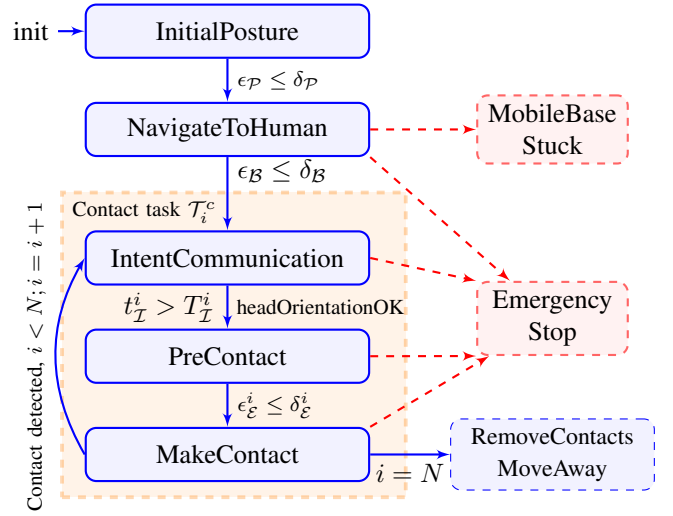 init
InitialPosture
ϵ_𝒫 ≤ δ_𝒫
NavigateToHuman
MobileBase
Stuck
ϵ_ℬ ≤ δ_ℬ
Contact task 𝒯_i^c
IntentCommunication
t_ℐ^i > T_ℐ^i
headOrientationOK
Emergency
Stop
PreContact
ϵ_ℰ^i ≤ δ_ℰ^i
MakeContact
i = N
RemoveContacts
MoveAway
Contact detected, i < N; i = i + 1